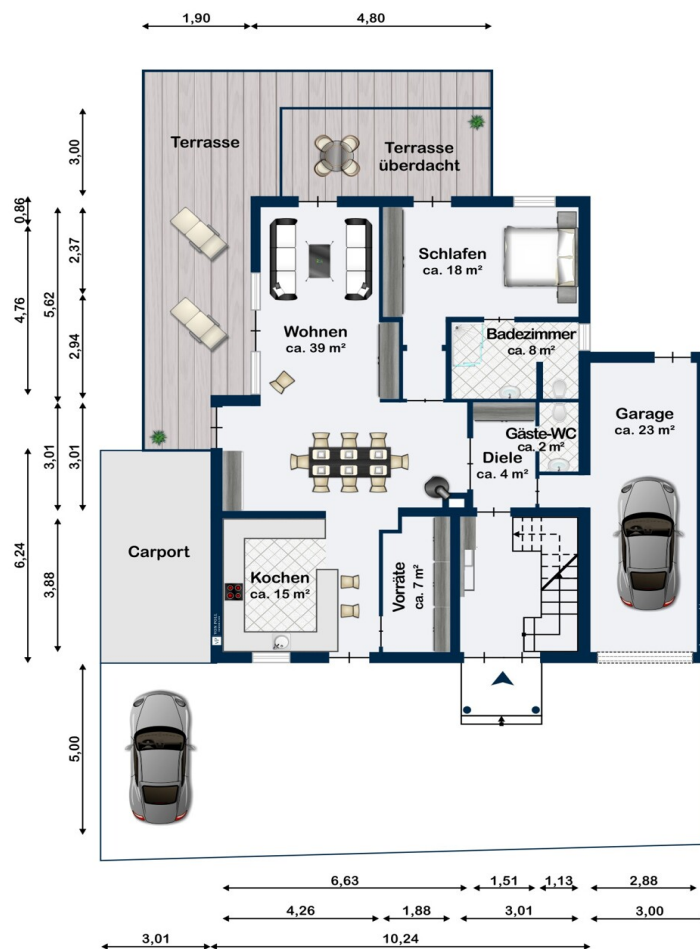 1,90
4,80
3,00
Terrasse
Terrasse
überdacht
0,86
4,76
5,62
2,37
2,94
Schlafen
ca. 18 m²
Wohnen
ca. 39 m²
Badezimmer
ca. 8 m²
Garage
ca. 23 m²
3,01
3,01
Gäste-WC
ca. 2 m²
Diele
ca. 4 m²
6,24
3,88
Carport
Kochen
ca. 15 m²
Vorräte
ca. 7 m²
5,00
6,63
1,51
1,13
2,88
4,26
1,88
3,01
3,00
3,01
10,24